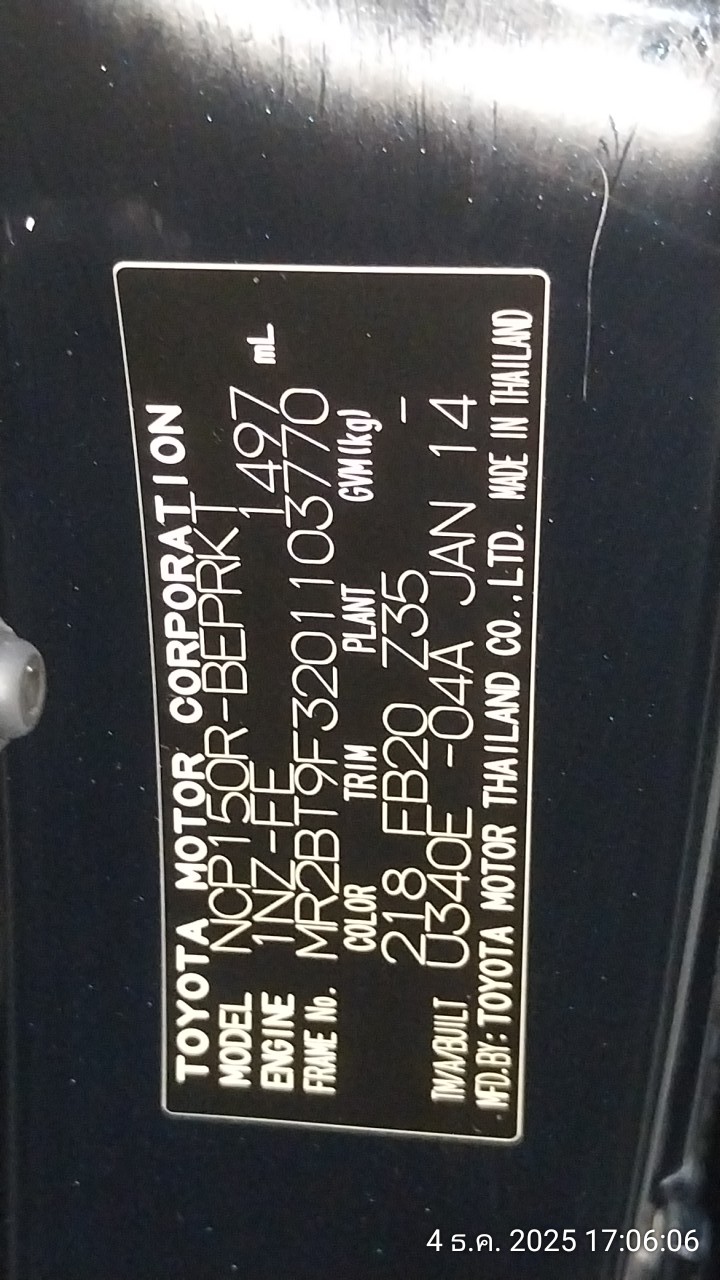 TOYOTA MOTOR CORPORATION
MODEL NCP150R-BEPRKT
ENGINE 1NZ-FE 1497 mL
FRAME No. MR2BT9F3201103770
COLOR TRIM PLANT GVM(kg)
218 FB20 Z35 -
TM/A/BUILT U340E -04A JAN 14
MFD.BY: TOYOTA MOTOR THAILAND CO.,LTD. MADE IN THAILAND
4 ธ.ค. 2025 17:06:06